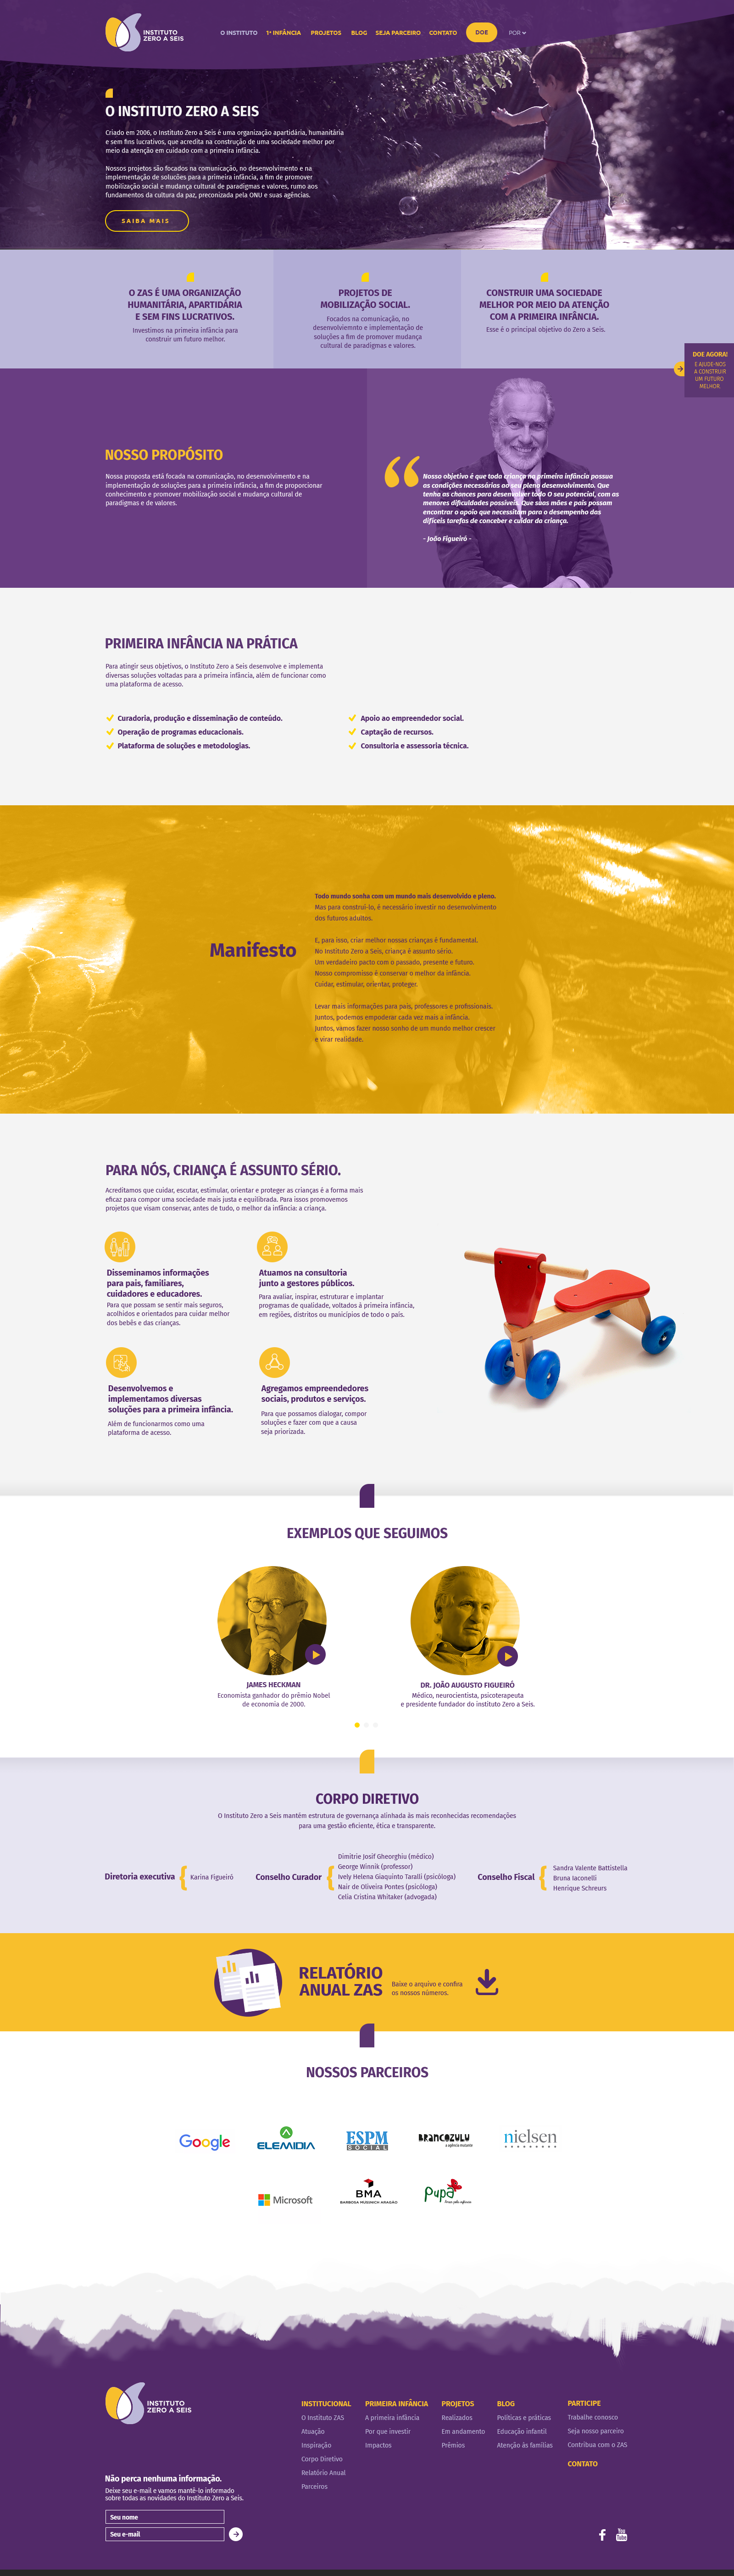 INSTITUTO
ZERO A SEIS
O INSTITUTO 1ª INFÂNCIA PROJETOS BLOG SEJA PARCEIRO CONTATO DOE POR
O INSTITUTO ZERO A SEIS
Criado em 2006, o Instituto Zero a Seis é uma organização apartidária, humanitária
e sem fins lucrativos, que acredita na construção de uma sociedade melhor por
meio da atenção em cuidado com a primeira infância.
Nossos projetos são focados na comunicação, no desenvolvimento e na
implementação de solucões para a primeira infância, a fim de promover
mobilização social e mudança cultural de paradigmas e valores, rumo aos
fundamentos da cultura da paz, preconizada pela ONU e suas agências.
SAIBA MAIS
O ZAS É UMA ORGANIZAÇÃO
HUMANITÁRIA, APARTIDÁRIA
E SEM FINS LUCRATIVOS.
Investimos na primeira infância para
construir um futuro melhor.
PROJETOS DE
MOBILIZAÇÃO SOCIAL.
Focados na comunicação, no
desenvolviemnto e implementação de
soluções a fim de promover mudança
cultural de paradigmas e valores.
CONSTRUIR UMA SOCIEDADE
MELHOR POR MEIO DA ATENÇÃO
COM A PRIMEIRA INFÂNCIA.
Esse é o principal objetivo do Zero a Seis.
DOE AGORA!
E AJUDE-NOS
A CONSTRUIR
UM FUTURO
MELHOR
NOSSO PROPÓSITO
Nossa proposta está focada na comunicação, no desenvolvimento e na
implementação de soluções para a primeira infância, a fim de proporcionar
conhecimento e promover mobilização social e mudança cultural de
paradigmas e de valores.
“
Nosso objetivo é que toda criança na primeira infância possua
as condições necessárias ao seu pleno desenvolvimento. Que
tenha as chances para desenvolver todo O seu potencial, com as
menores dificuldades possíveis. Que suas mães e pais possam
encontrar o apoio que necessitam para o desempenho das
difíceis tarefas de conceber e cuidar da criança.
- João Figueiró -
PRIMEIRA INFÂNCIA NA PRÁTICA
Para atingir seus objetivos, o Instituto Zero a Seis desenvolve e implementa
diversas soluções voltadas para a primeira infância, além de funcionar como
uma plataforma de acesso.
Curadoria, produção e disseminação de conteúdo.
Operação de programas educacionais.
Plataforma de soluções e metodologias.
Apoio ao empreendedor social.
Captação de recursos.
Consultoria e assessoria técnica.
Manifesto
Todo mundo sonha com um mundo mais desenvolvido e pleno.
Mas para construí-lo, é necessário investir no desenvolvimento
dos futuros adultos.
E, para isso, criar melhor nossas crianças é fundamental.
No Instituto Zero a Seis, criança é assunto sério.
Um verdadeiro pacto com o passado, presente e futuro.
Nosso compromisso é conservar o melhor da infância.
Cuidar, estimular, orientar, proteger.
Levar mais informações para pais, professores e profissionais.
Juntos, podemos empoderar cada vez mais a infância.
Juntos, vamos fazer nosso sonho de um mundo melhor crescer
e virar realidade.
PARA NÓS, CRIANÇA É ASSUNTO SÉRIO.
Acreditamos que cuidar, escutar, estimular, orientar e proteger as crianças é a forma mais
eficaz para compor uma sociedade mais justa e equilibrada. Para issos promovemos
projetos que visam conservar, antes de tudo, o melhor da infância: a criança.
Disseminamos informações
para pais, familiares,
cuidadores e educadores.
Para que possam se sentir mais seguros,
acolhidos e orientados para cuidar melhor
dos bebês e das crianças.
Atuamos na consultoria
junto a gestores públicos.
Para avaliar, inspirar, estruturar e implantar
programas de qualidade, voltados à primeira infância,
em regiões, distritos ou municípios de todo o país.
Desenvolvemos e
implementamos diversas
soluções para a primeira infância.
Além de funcionarmos como uma
plataforma de acesso.
Agregamos empreendedores
sociais, produtos e serviços.
Para que possamos dialogar, compor
soluções e fazer com que a causa
seja priorizada.
EXEMPLOS QUE SEGUIMOS
JAMES HECKMAN
Economista ganhador do prêmio Nobel
de economia de 2000.
DR. JOÃO AUGUSTO FIGUEIRÓ
Médico, neurocientista, psicoterapeuta
e presidente fundador do instituto Zero a Seis.
CORPO DIRETIVO
O Instituto Zero a Seis mantém estrutura de governança alinhada às mais reconhecidas recomendações
para uma gestão eficiente, ética e transparente.
Diretoria executiva { Karina Figueiró
Conselho Curador {
Dimitrie Josif Gheorghiu (médico)
George Winnik (professor)
Ively Helena Giaquinto Taralli (psicóloga)
Nair de Oliveira Pontes (psicóloga)
Celia Cristina Whitaker (advogada)
Conselho Fiscal {
Sandra Valente Battistella
Bruna Iaconelli
Henrique Schreurs
RELATÓRIO
ANUAL ZAS
Baixe o arquivo e confira
os nossos números.
NOSSOS PARCEIROS
Google
ELEMIDIA
ESPM
SOCIAL
BRANCOZULU
a agência mutante
nielsen
Microsoft
BMA
BARBOSA MÜSSNICH ARAGÃO
Pupa
INSTITUTO
ZERO A SEIS
INSTITUCIONAL
O Instituto ZAS
Atuação
Inspiração
Corpo Diretivo
Relatório Anual
Parceiros
PRIMEIRA INFÂNCIA
A primeira infância
Por que investir
Impactos
PROJETOS
Realizados
Em andamento
Prêmios
BLOG
Políticas e práticas
Educação infantil
Atenção às famílias
PARTICIPE
Trabalhe conosco
Seja nosso parceiro
Contribua com o ZAS
CONTATO
Não perca nenhuma informação.
Deixe seu e-mail e vamos mantê-lo informado
sobre todas as novidades do Instituto Zero a Seis.
Seu nome
Seu e-mail
You
Tube